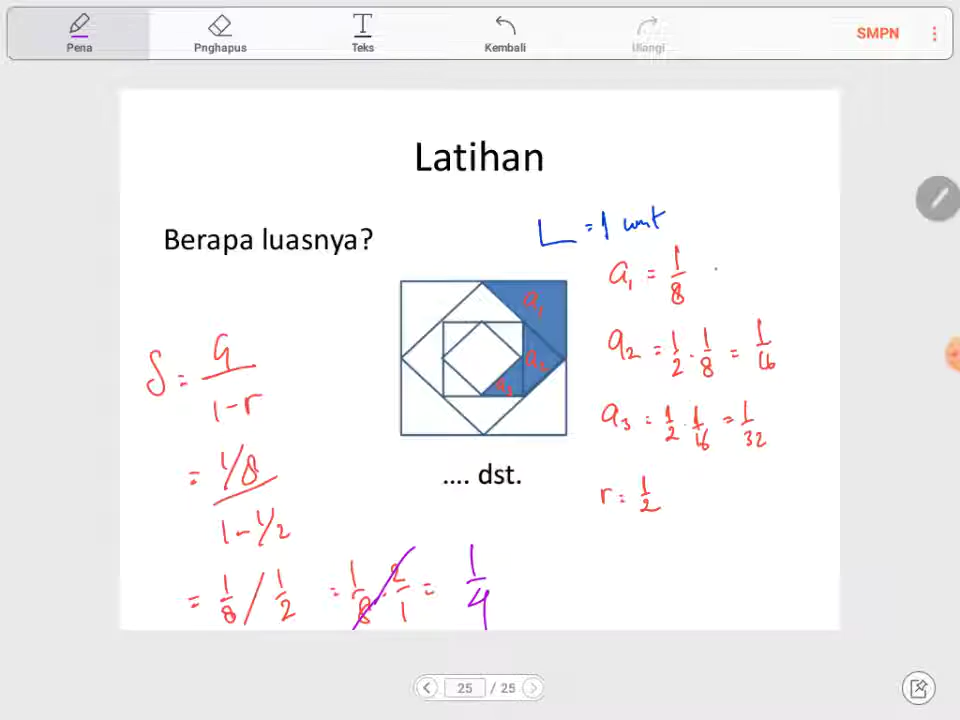 Pena Pnghapus Teks Kembali Ulangi SMPN
Latihan
Berapa luasnya?
L = 1 unit
a₁ = 1/8
a₂ = 1/2 . 1/8 = 1/16
a₃ = 1/2 . 1/16 = 1/32
r = 1/2
a₁
a₂
a₃
.... dst.
S = a/(1-r)
= (1/8)/(1-1/2)
= 1/8 / 1/2 = 1/8 . 2/1 = 1/4
25 / 25